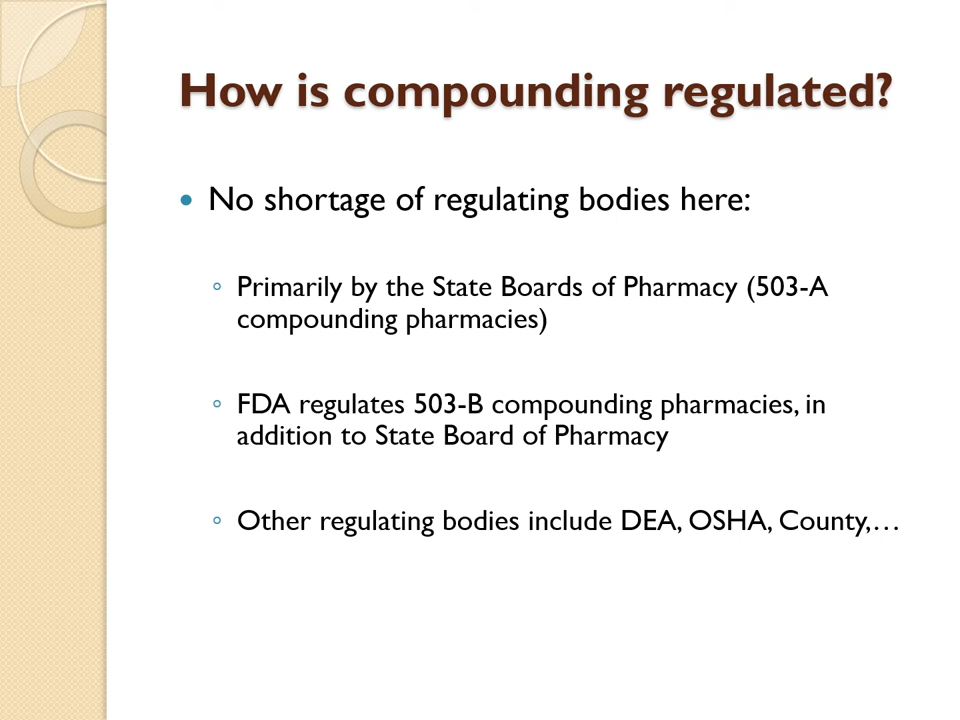 How is compounding regulated?
• No shortage of regulating bodies here:
◦ Primarily by the State Boards of Pharmacy (503-A
compounding pharmacies)
◦ FDA regulates 503-B compounding pharmacies, in
addition to State Board of Pharmacy
◦ Other regulating bodies include DEA, OSHA, County,…